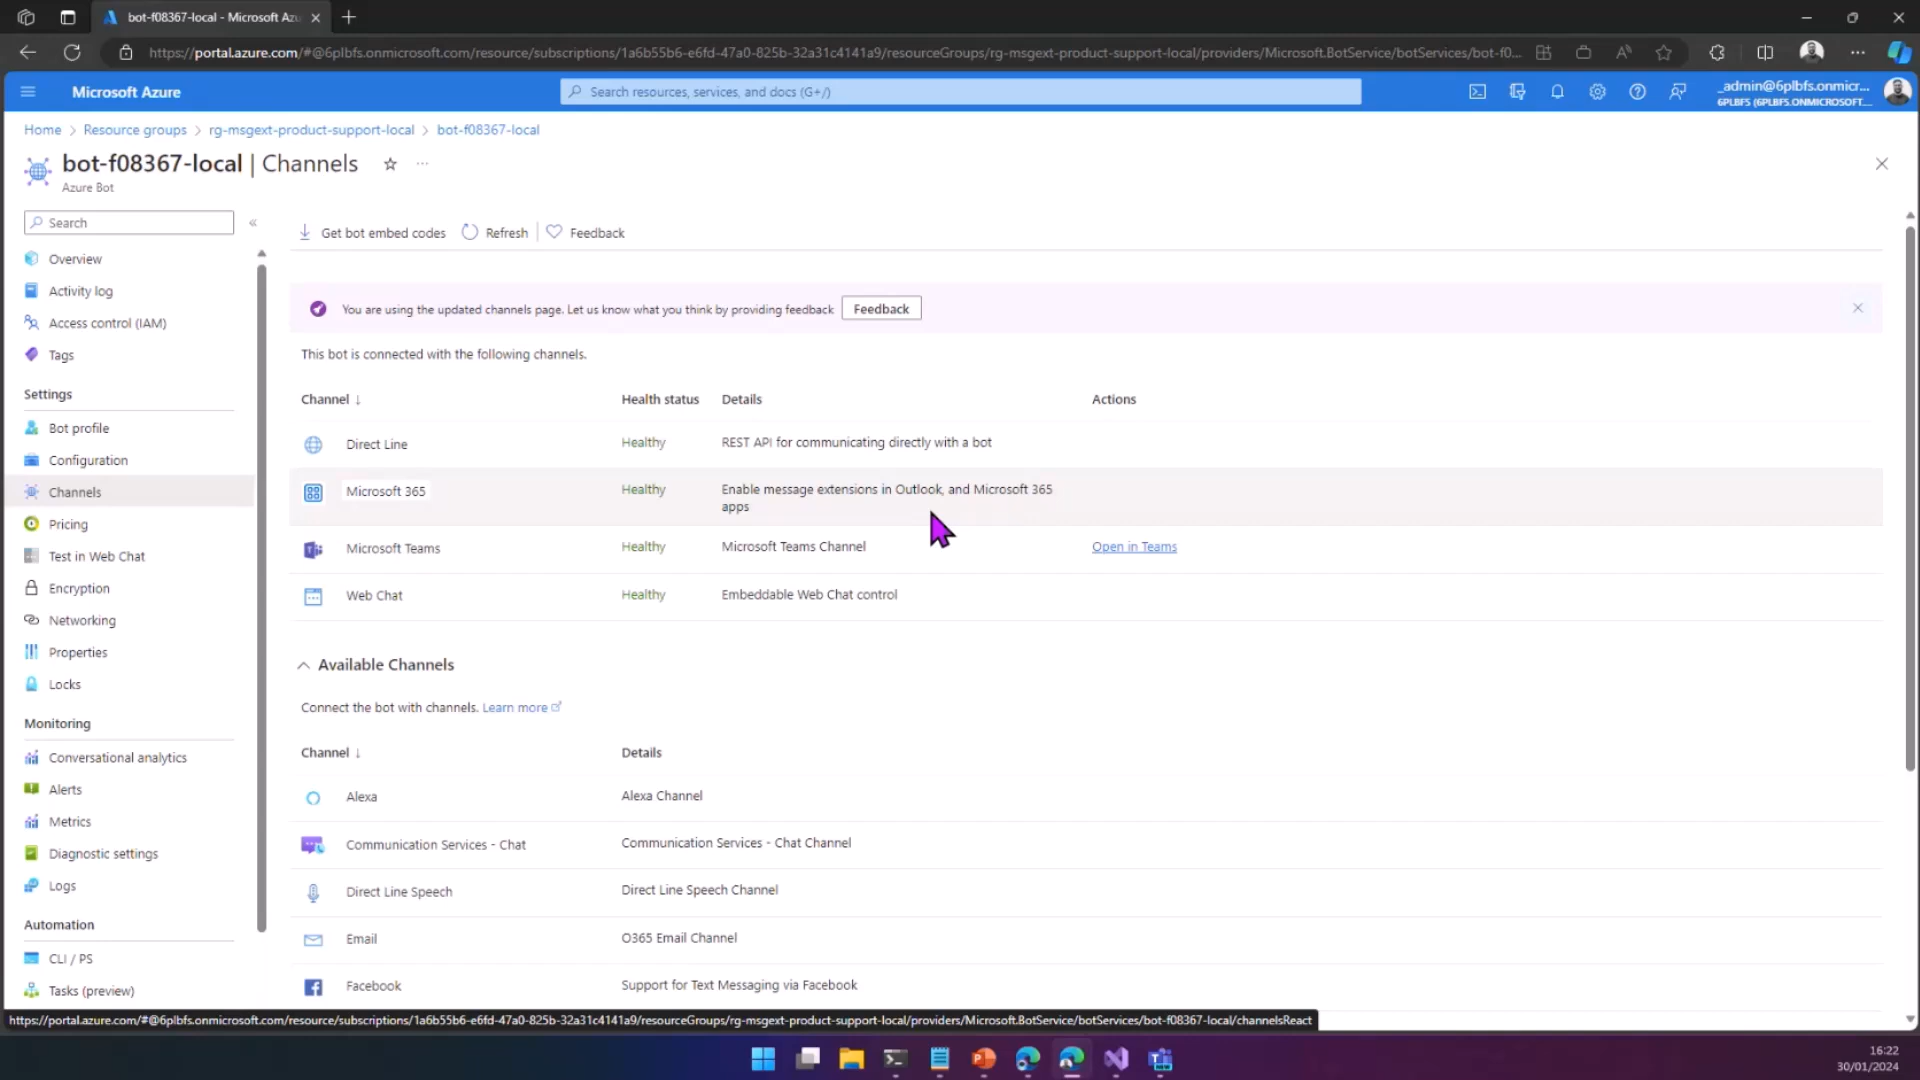 bot-f08367-local - Microsoft Azu
https://portal.azure.com/#@6plbfs.onmicrosoft.com/resource/subscriptions/1a6b55b6-e6fd-47a0-825b-32a31c4141a9/resourceGroups/rg-msgext-product-support-local/providers/Microsoft.BotService/botServices/bot-f0...
Microsoft Azure
Search resources, services, and docs (G+/)
_admin@6plbfs.onmicr...
6PLBFS (6PLBFS.ONMICROSOFT....
Home > Resource groups > rg-msgext-product-support-local > bot-f08367-local
bot-f08367-local | Channels
Azure Bot
Search
Overview
Activity log
Access control (IAM)
Tags
Settings
Bot profile
Configuration
Channels
Pricing
Test in Web Chat
Encryption
Networking
Properties
Locks
Monitoring
Conversational analytics
Alerts
Metrics
Diagnostic settings
Logs
Automation
CLI / PS
Tasks (preview)
Get bot embed codes Refresh Feedback
You are using the updated channels page. Let us know what you think by providing feedback Feedback
This bot is connected with the following channels.
Channel ↓ Health status Details Actions
Direct Line Healthy REST API for communicating directly with a bot
Microsoft 365 Healthy Enable message extensions in Outlook, and Microsoft 365
apps
Microsoft Teams Healthy Microsoft Teams Channel Open in Teams
Web Chat Healthy Embeddable Web Chat control
Available Channels
Connect the bot with channels. Learn more
Channel ↓ Details
Alexa Alexa Channel
Communication Services - Chat Communication Services - Chat Channel
Direct Line Speech Direct Line Speech Channel
Email O365 Email Channel
Facebook Support for Text Messaging via Facebook
https://portal.azure.com/#@6plbfs.onmicrosoft.com/resource/subscriptions/1a6b55b6-e6fd-47a0-825b-32a31c4141a9/resourceGroups/rg-msgext-product-support-local/providers/Microsoft.BotService/botServices/bot-f08367-local/channelsReact
16:22
30/01/2024